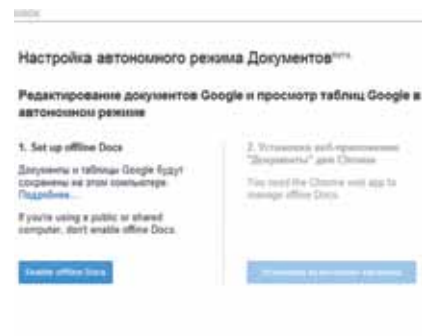 Настройка автономного режима Документов
Редактирование документов Google и просмотр таблиц Google в
автономном режиме
1. Set up offline Docs
Документы и таблицы Google будут
сохранены на этом компьютере.
Подробнее...
If you're using a public or shared
computer, don't enable offline Docs.
Enable offline Docs
2. Установка веб-приложения
"Документы" для Chrome
You need the Chrome web app to
manage offline Docs.